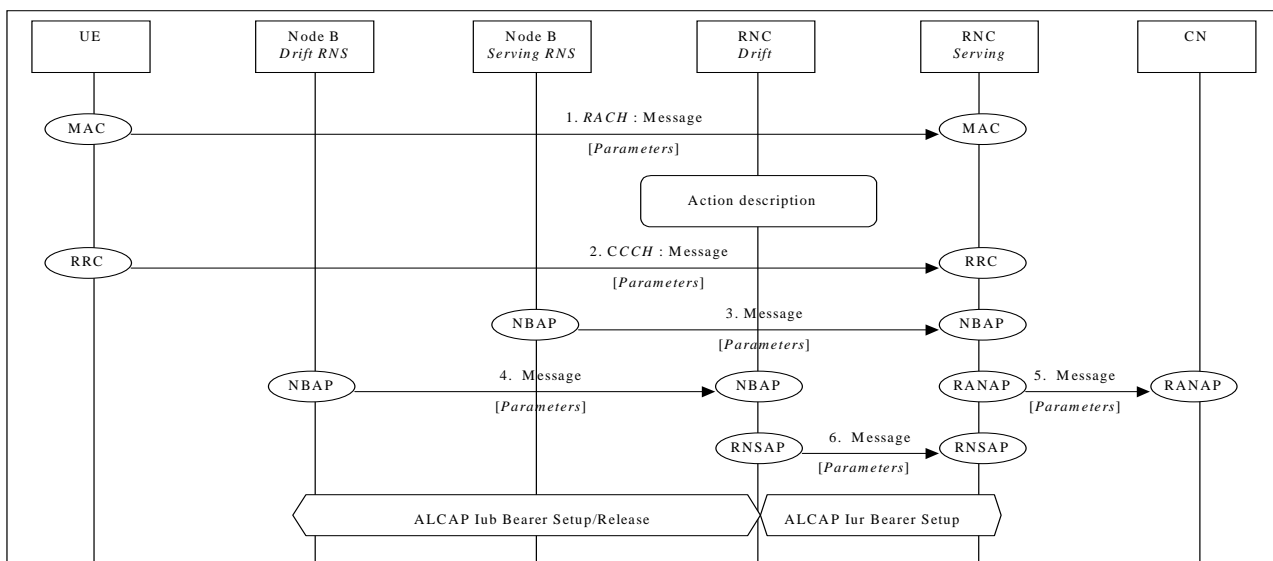 UE
Node B
Drift RNS
Node B
Serving RNS
RNC
Drift
RNC
Serving
CN
MAC
1. RACH : Message
[Parameters]
MAC
Action description
RRC
2. CCCH : Message
[Parameters]
RRC
NBAP
3. Message
[Parameters]
NBAP
NBAP
4. Message
[Parameters]
NBAP
RANAP
5. Message
[Parameters]
RANAP
RNSAP
6. Message
[Parameters]
RNSAP
ALCAP Iub Bearer Setup/Release
ALCAP Iur Bearer Setup